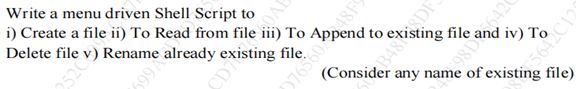 Write a menu driven Shell Script to
i) Create a file ii) To Read from file iii) To Append to existing file and iv) To
Delete file v) Rename already existing file.
(Consider any name of existing file)